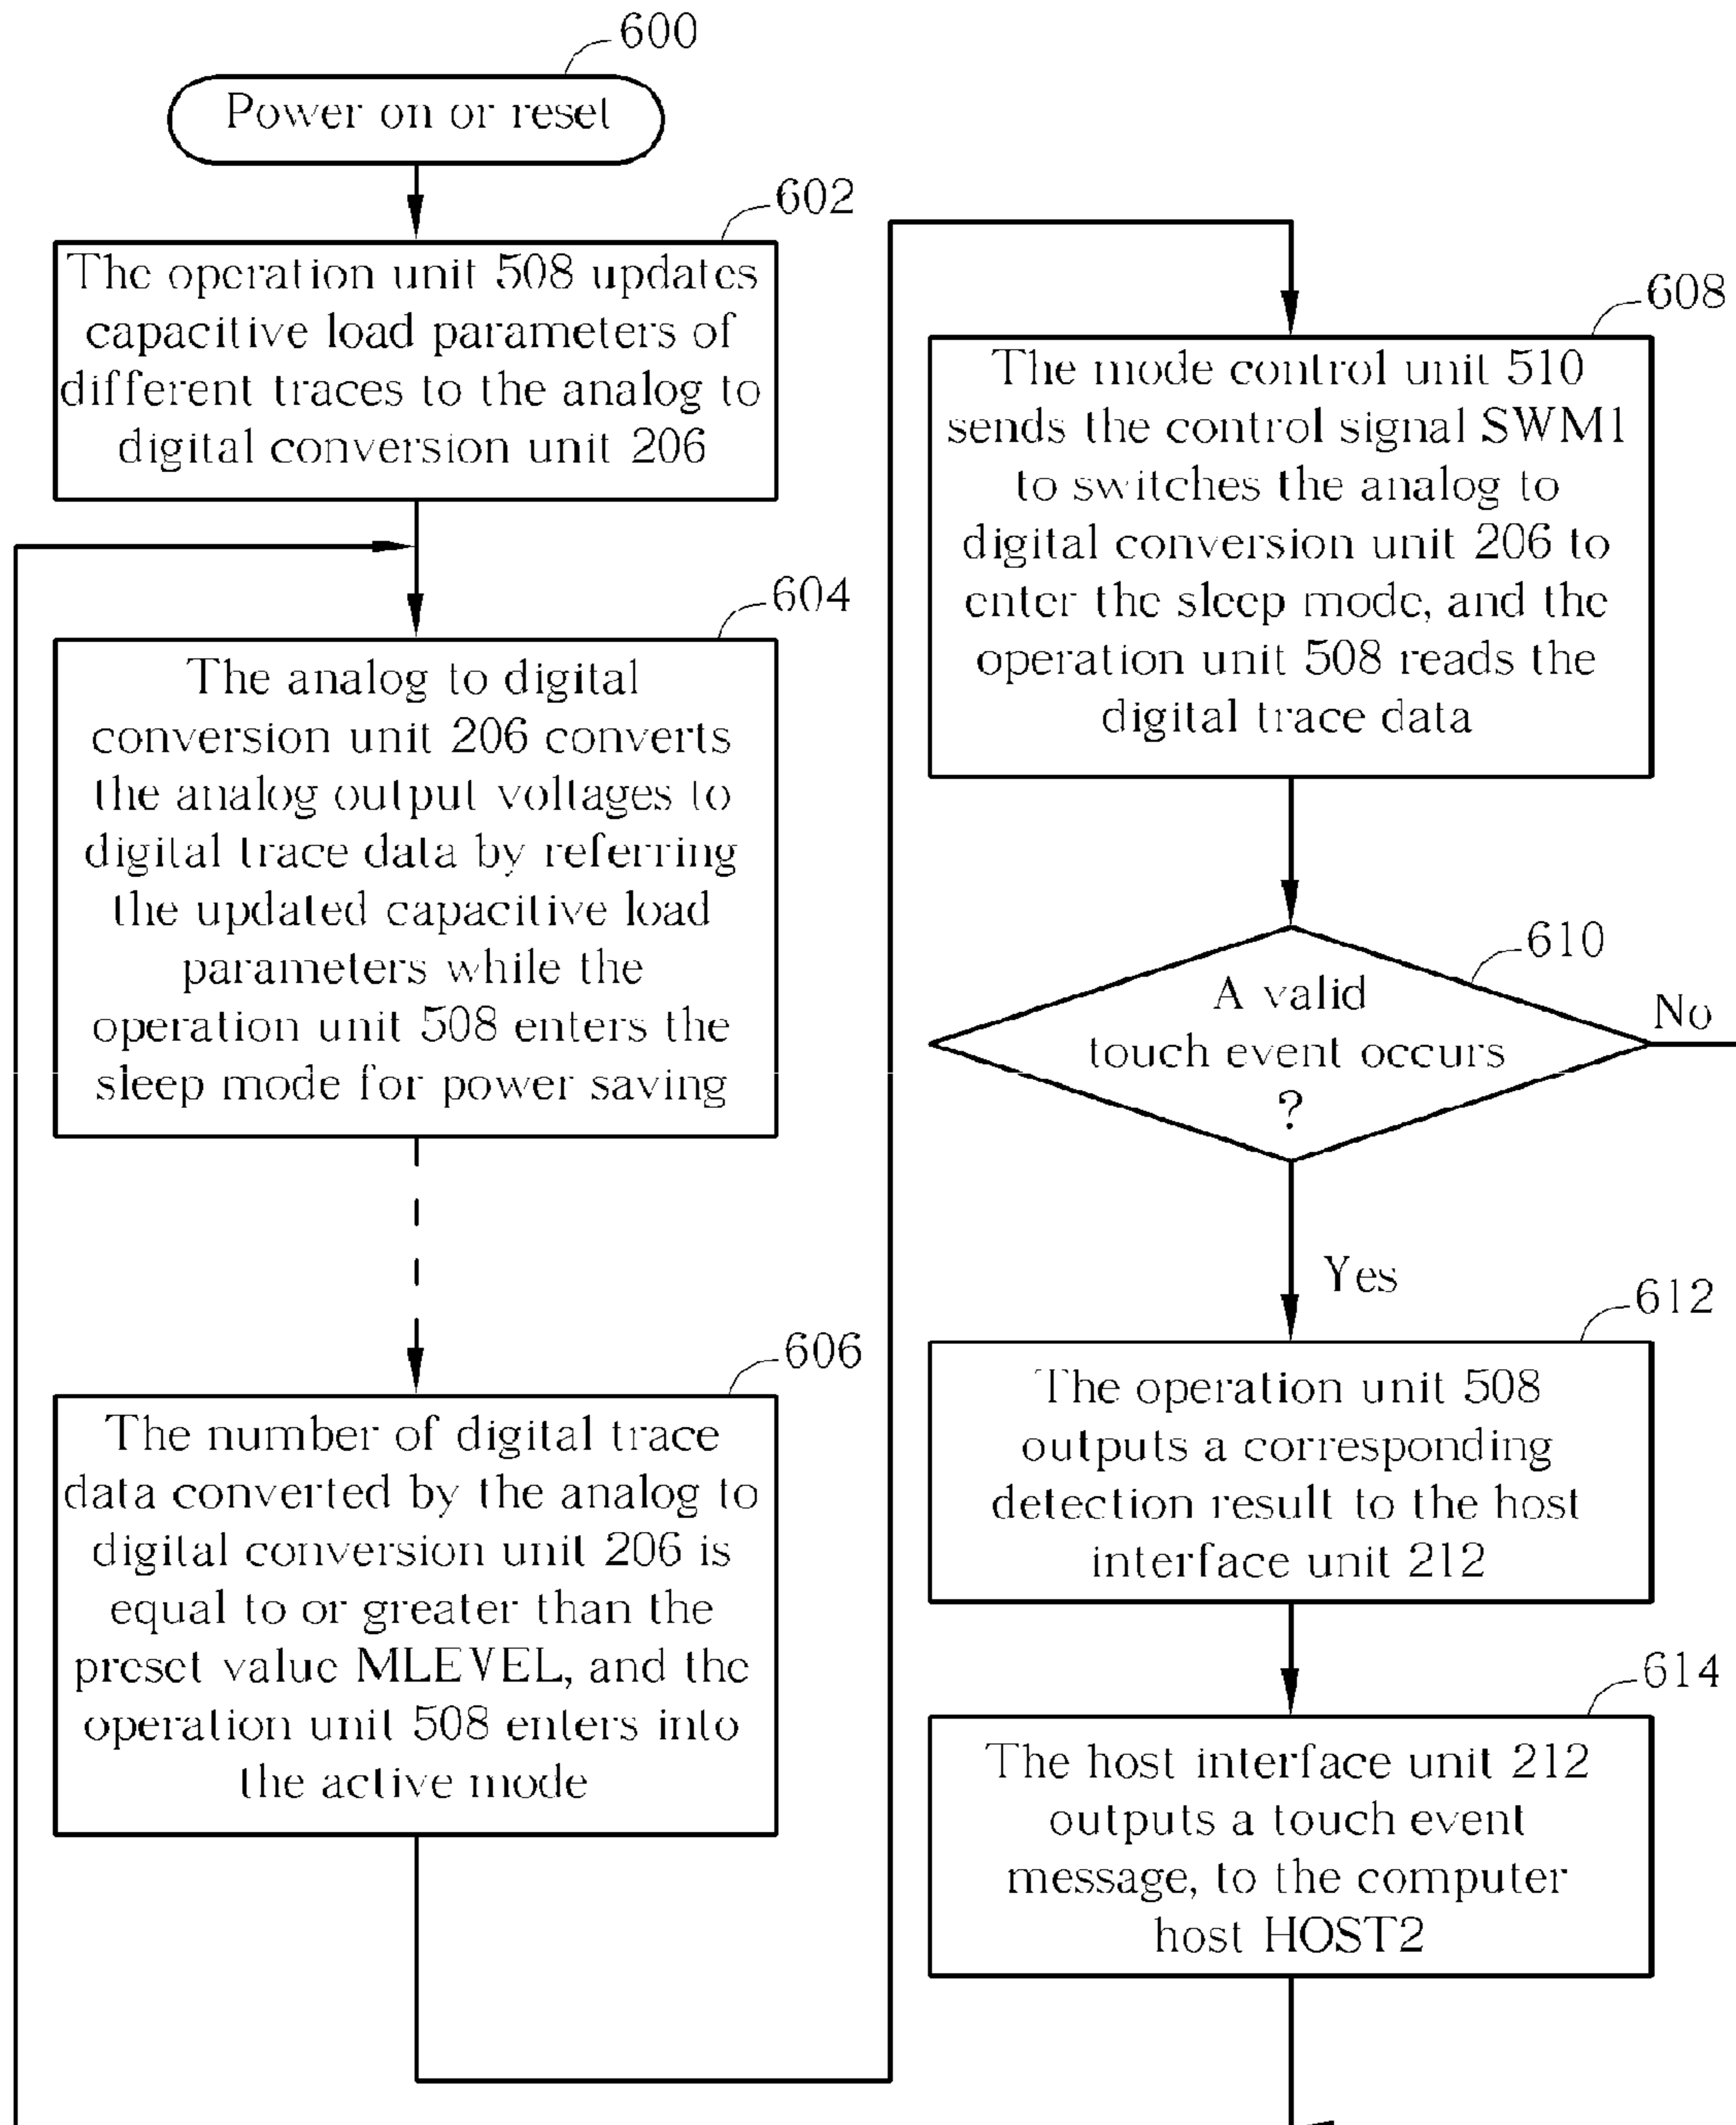 600
Power on or reset
602
The operation unit 508 updates
capacitive load parameters of
different traces to the analog to
digital conversion unit 206
604
The analog to digital
conversion unit 206 converts
the analog output voltages to
digital trace data by referring
the updated capacitive load
parameters while the
operation unit 508 enters the
sleep mode for power saving
606
The number of digital trace
data converted by the analog to
digital conversion unit 206 is
equal to or greater than the
preset value MLEVEL, and the
operation unit 508 enters into
the active mode
608
The mode control unit 510
sends the control signal SWM1
to switches the analog to
digital conversion unit 206 to
enter the sleep mode, and the
operation unit 508 reads the
digital trace data
610
A valid
touch event occurs
?
No
Yes
612
The operation unit 508
outputs a corresponding
detection result to the host
interface unit 212
614
The host interface unit 212
outputs a touch event
message, to the computer
host HOST2